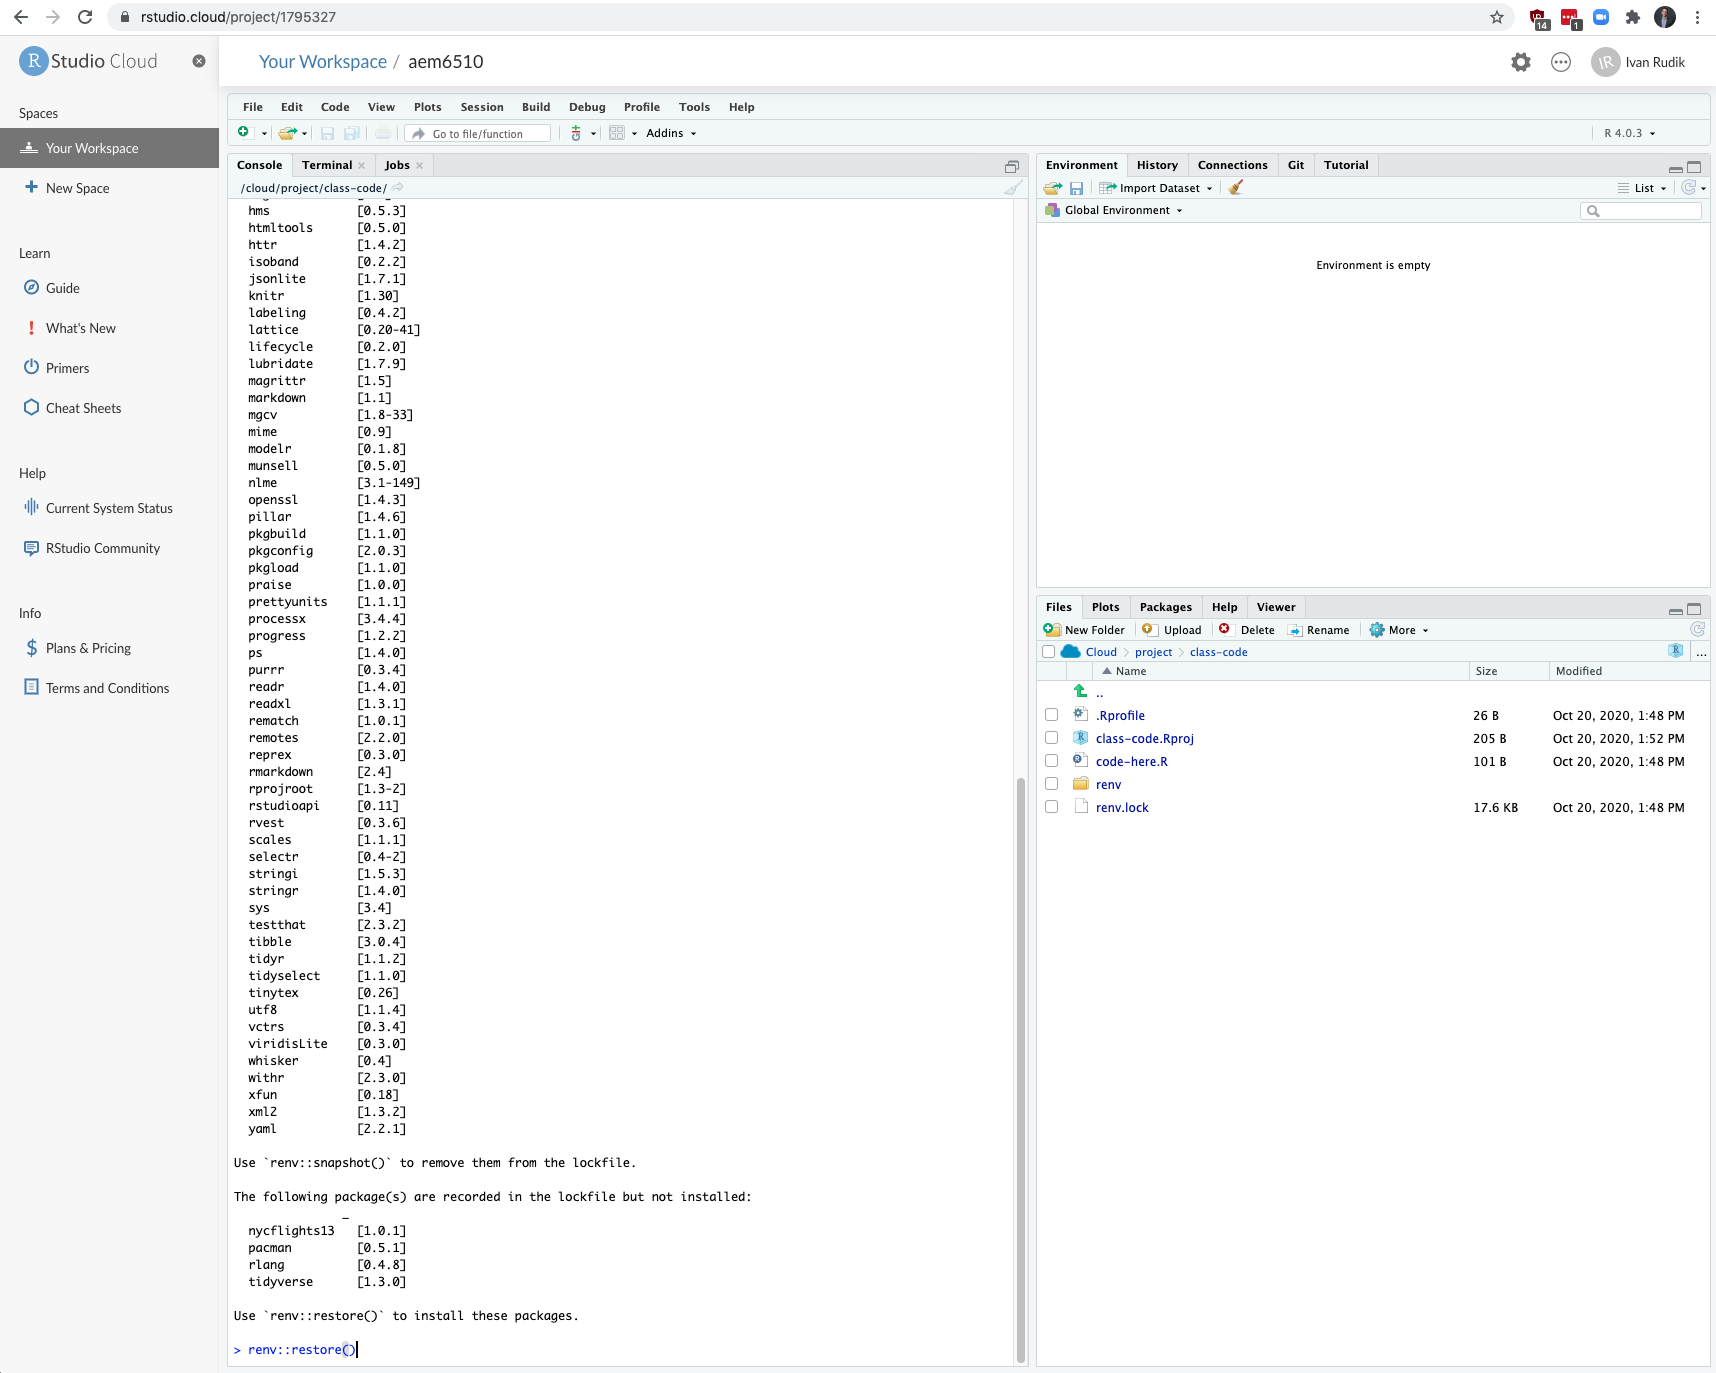 rstudio.cloud/project/1795327
14
1
R Studio Cloud
Your Workspace / aem6510
IR Ivan Rudik
Spaces
Your Workspace
New Space
Learn
Guide
What's New
Primers
Cheat Sheets
Help
Current System Status
RStudio Community
Info
Plans & Pricing
Terms and Conditions
File Edit Code View Plots Session Build Debug Profile Tools Help
Go to file/function Addins R 4.0.3
Console Terminal Jobs
/cloud/project/class-code/
hms [0.5.3]
htmltools [0.5.0]
httr [1.4.2]
isoband [0.2.2]
jsonlite [1.7.1]
knitr [1.30]
labeling [0.4.2]
lattice [0.20-41]
lifecycle [0.2.0]
lubridate [1.7.9]
magrittr [1.5]
markdown [1.1]
mgcv [1.8-33]
mime [0.9]
modelr [0.1.8]
munsell [0.5.0]
nlme [3.1-149]
openssl [1.4.3]
pillar [1.4.6]
pkgbuild [1.1.0]
pkgconfig [2.0.3]
pkgload [1.1.0]
praise [1.0.0]
prettyunits [1.1.1]
processx [3.4.4]
progress [1.2.2]
ps [1.4.0]
purrr [0.3.4]
readr [1.4.0]
readxl [1.3.1]
rematch [1.0.1]
remotes [2.2.0]
reprex [0.3.0]
rmarkdown [2.4]
rprojroot [1.3-2]
rstudioapi [0.11]
rvest [0.3.6]
scales [1.1.1]
selectr [0.4-2]
stringi [1.5.3]
stringr [1.4.0]
sys [3.4]
testthat [2.3.2]
tibble [3.0.4]
tidyr [1.1.2]
tidyselect [1.1.0]
tinytex [0.26]
utf8 [1.1.4]
vctrs [0.3.4]
viridisLite [0.3.0]
whisker [0.4]
withr [2.3.0]
xfun [0.18]
xml2 [1.3.2]
yaml [2.2.1]
Use `renv::snapshot()` to remove them from the lockfile.
The following package(s) are recorded in the lockfile but not installed:
_
nycflights13 [1.0.1]
pacman [0.5.1]
rlang [0.4.8]
tidyverse [1.3.0]
Use `renv::restore()` to install these packages.
> renv::restore()
Environment History Connections Git Tutorial
Import Dataset List
Global Environment
Environment is empty
Files Plots Packages Help Viewer
New Folder Upload Delete Rename More
Cloud > project > class-code R ...
Name Size Modified
..
.Rprofile 26 B Oct 20, 2020, 1:48 PM
class-code.Rproj 205 B Oct 20, 2020, 1:52 PM
code-here.R 101 B Oct 20, 2020, 1:48 PM
renv
renv.lock 17.6 KB Oct 20, 2020, 1:48 PM